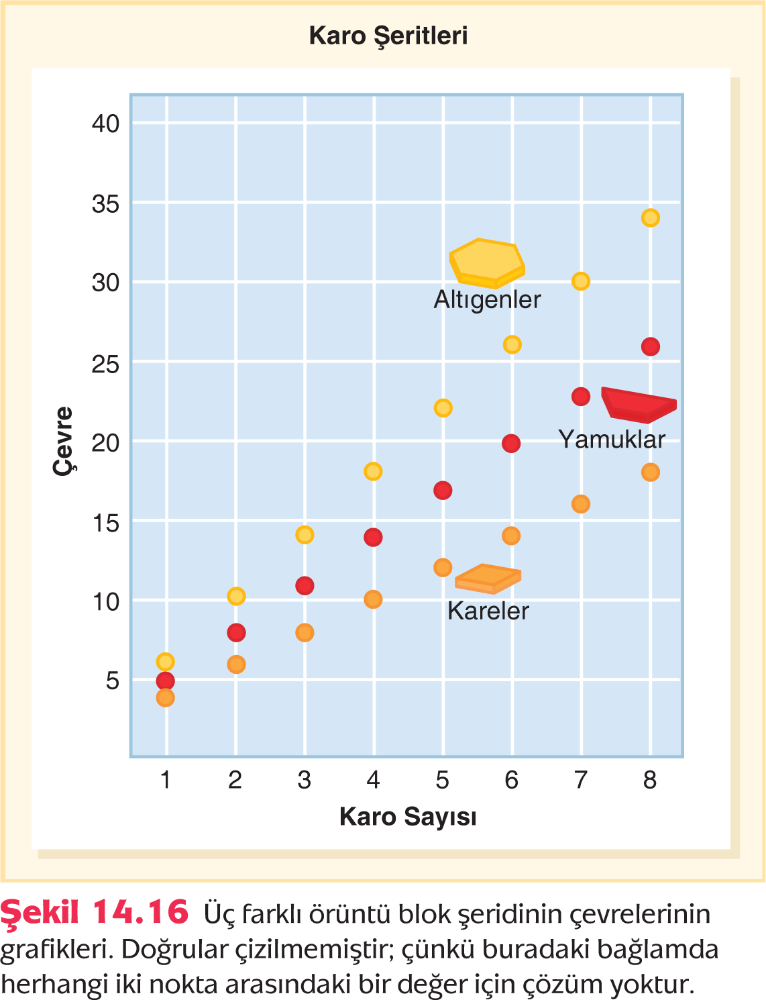 Karo Şeritleri
40
35
30
25
20
15
10
5
Çevre
Altıgenler
Yamuklar
Kareler
1 2 3 4 5 6 7 8
Karo Sayısı
Şekil 14.16 Üç farklı örüntü blok şeridinin çevrelerinin
grafikleri. Doğrular çizilmemiştir; çünkü buradaki bağlamda
herhangi iki nokta arasındaki bir değer için çözüm yoktur.